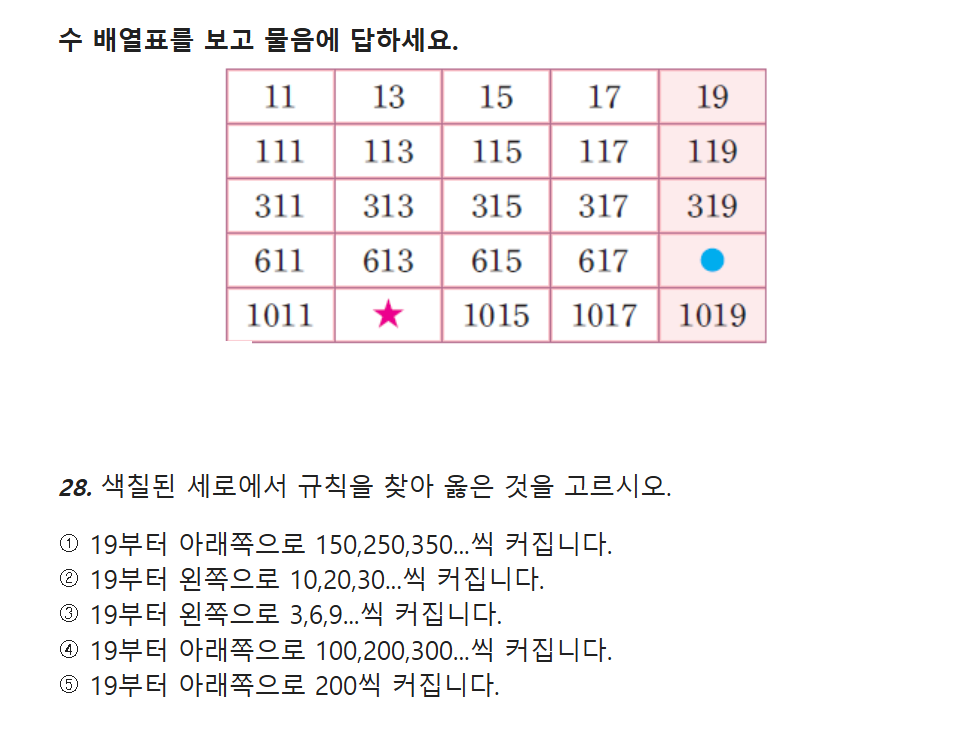 수 배열표를 보고 물음에 답하세요.
11 13 15 17 19
111 113 115 117 119
311 313 315 317 319
611 613 615 617 ●
1011 ★ 1015 1017 1019
28. 색칠된 세로에서 규칙을 찾아 옳은 것을 고르시오.
① 19부터 아래쪽으로 150,250,350...씩 커집니다.
② 19부터 왼쪽으로 10,20,30...씩 커집니다.
③ 19부터 왼쪽으로 3,6,9...씩 커집니다.
④ 19부터 아래쪽으로 100,200,300...씩 커집니다.
⑤ 19부터 아래쪽으로 200씩 커집니다.